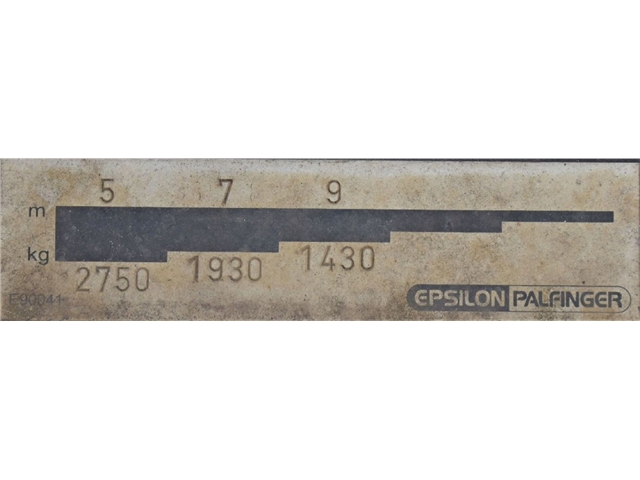 5 7 9
m
kg
2750 1930 1430
E90041
EPSILON PALFINGER